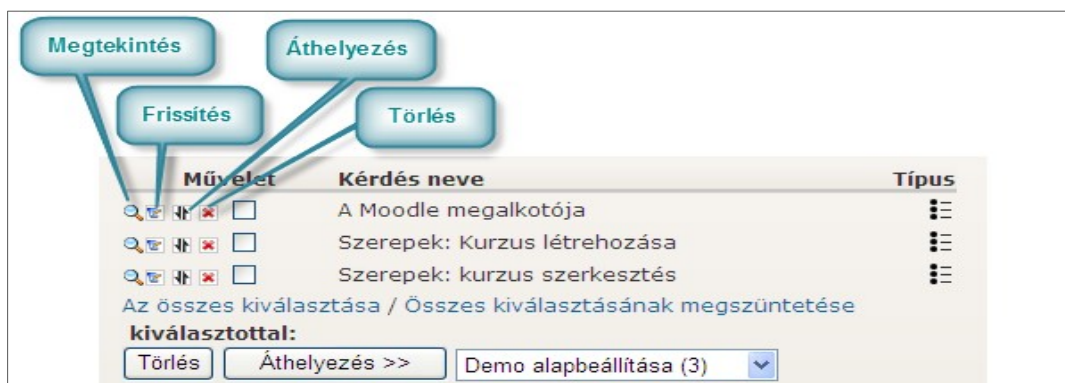 Megtekintés
Áthelyezés
Frissítés
Törlés
Művelet Kérdés neve Típus
A Moodle megalkotója
Szerepek: Kurzus létrehozása
Szerepek: kurzus szerkesztés
Az összes kiválasztása / Összes kiválasztásának megszüntetése
kiválasztottal:
Törlés Áthelyezés >> Demo alapbeállítása (3)